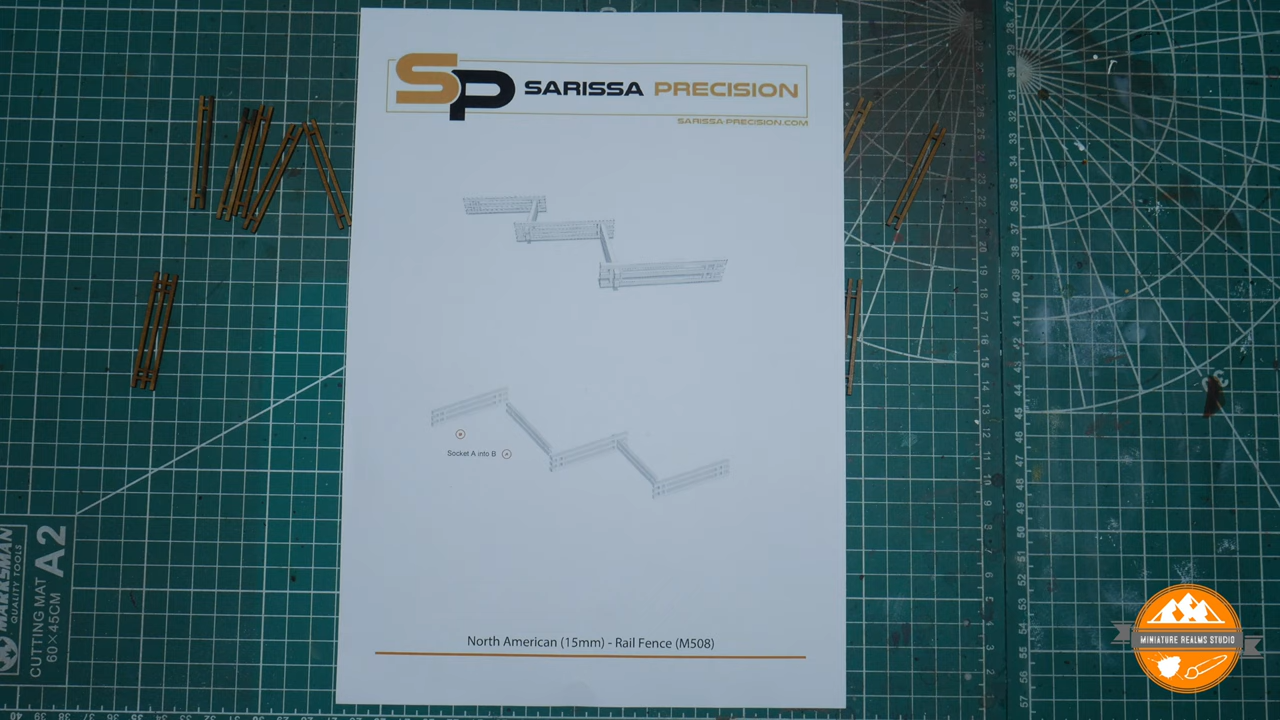 SP SARISSA PRECISION
SARISSA-PRECISION.COM
Socket A into B
North American (15mm) - Rail Fence (M508)
MARKSMAN
QUALITY TOOLS
CUTTING MAT A2
60×45CM
MINIATURE REALMS STUDIO